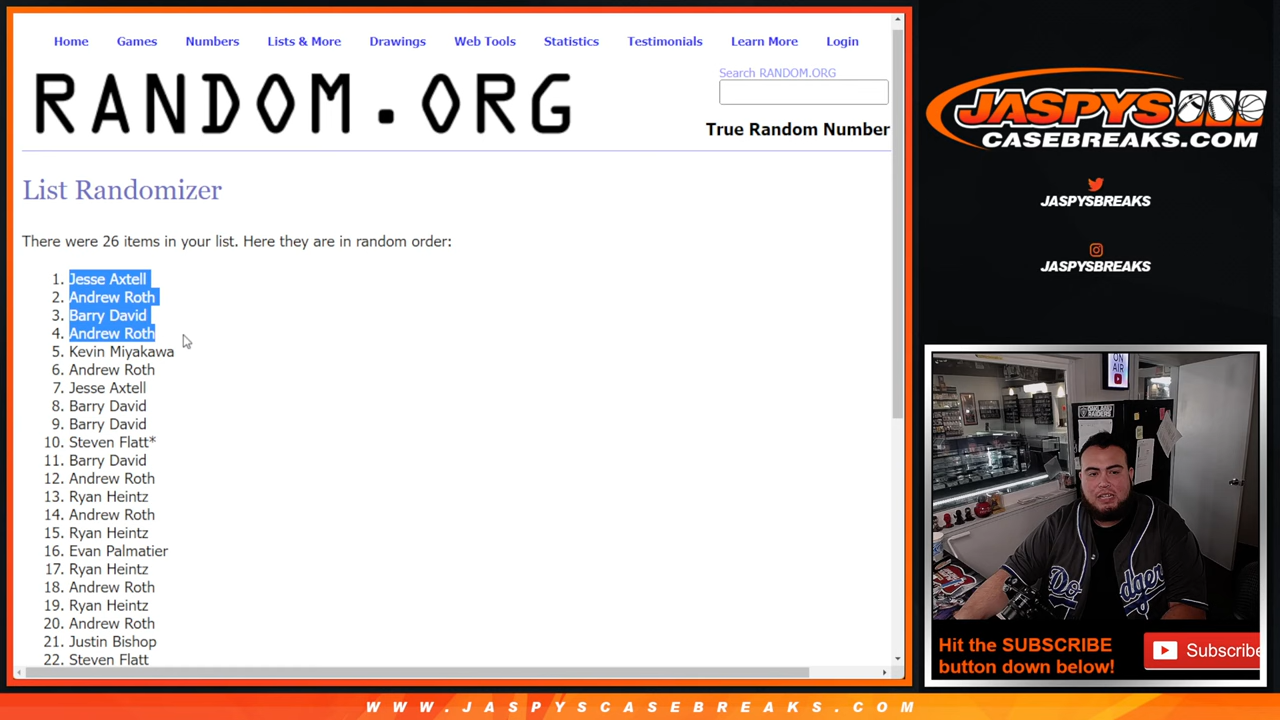 Home Games Numbers Lists & More Drawings Web Tools Statistics Testimonials Learn More Login
RANDOM.ORG
Search RANDOM.ORG
True Random Number
List Randomizer
There were 26 items in your list. Here they are in random order:
1. Jesse Axtell
2. Andrew Roth
3. Barry David
4. Andrew Roth
5. Kevin Miyakawa
6. Andrew Roth
7. Jesse Axtell
8. Barry David
9. Barry David
10. Steven Flatt*
11. Barry David
12. Andrew Roth
13. Ryan Heintz
14. Andrew Roth
15. Ryan Heintz
16. Evan Palmatier
17. Ryan Heintz
18. Andrew Roth
19. Ryan Heintz
20. Andrew Roth
21. Justin Bishop
22. Steven Flatt
JASPYS
CASEBREAKS.COM
JASPYSBREAKS
JASPYSBREAKS
ON
AIR
OAKLAND
RAIDERS
Dodgers
Hit the SUBSCRIBE
button down below!
Subscribe
WWW.JASPYSCASEBREAKS.COM